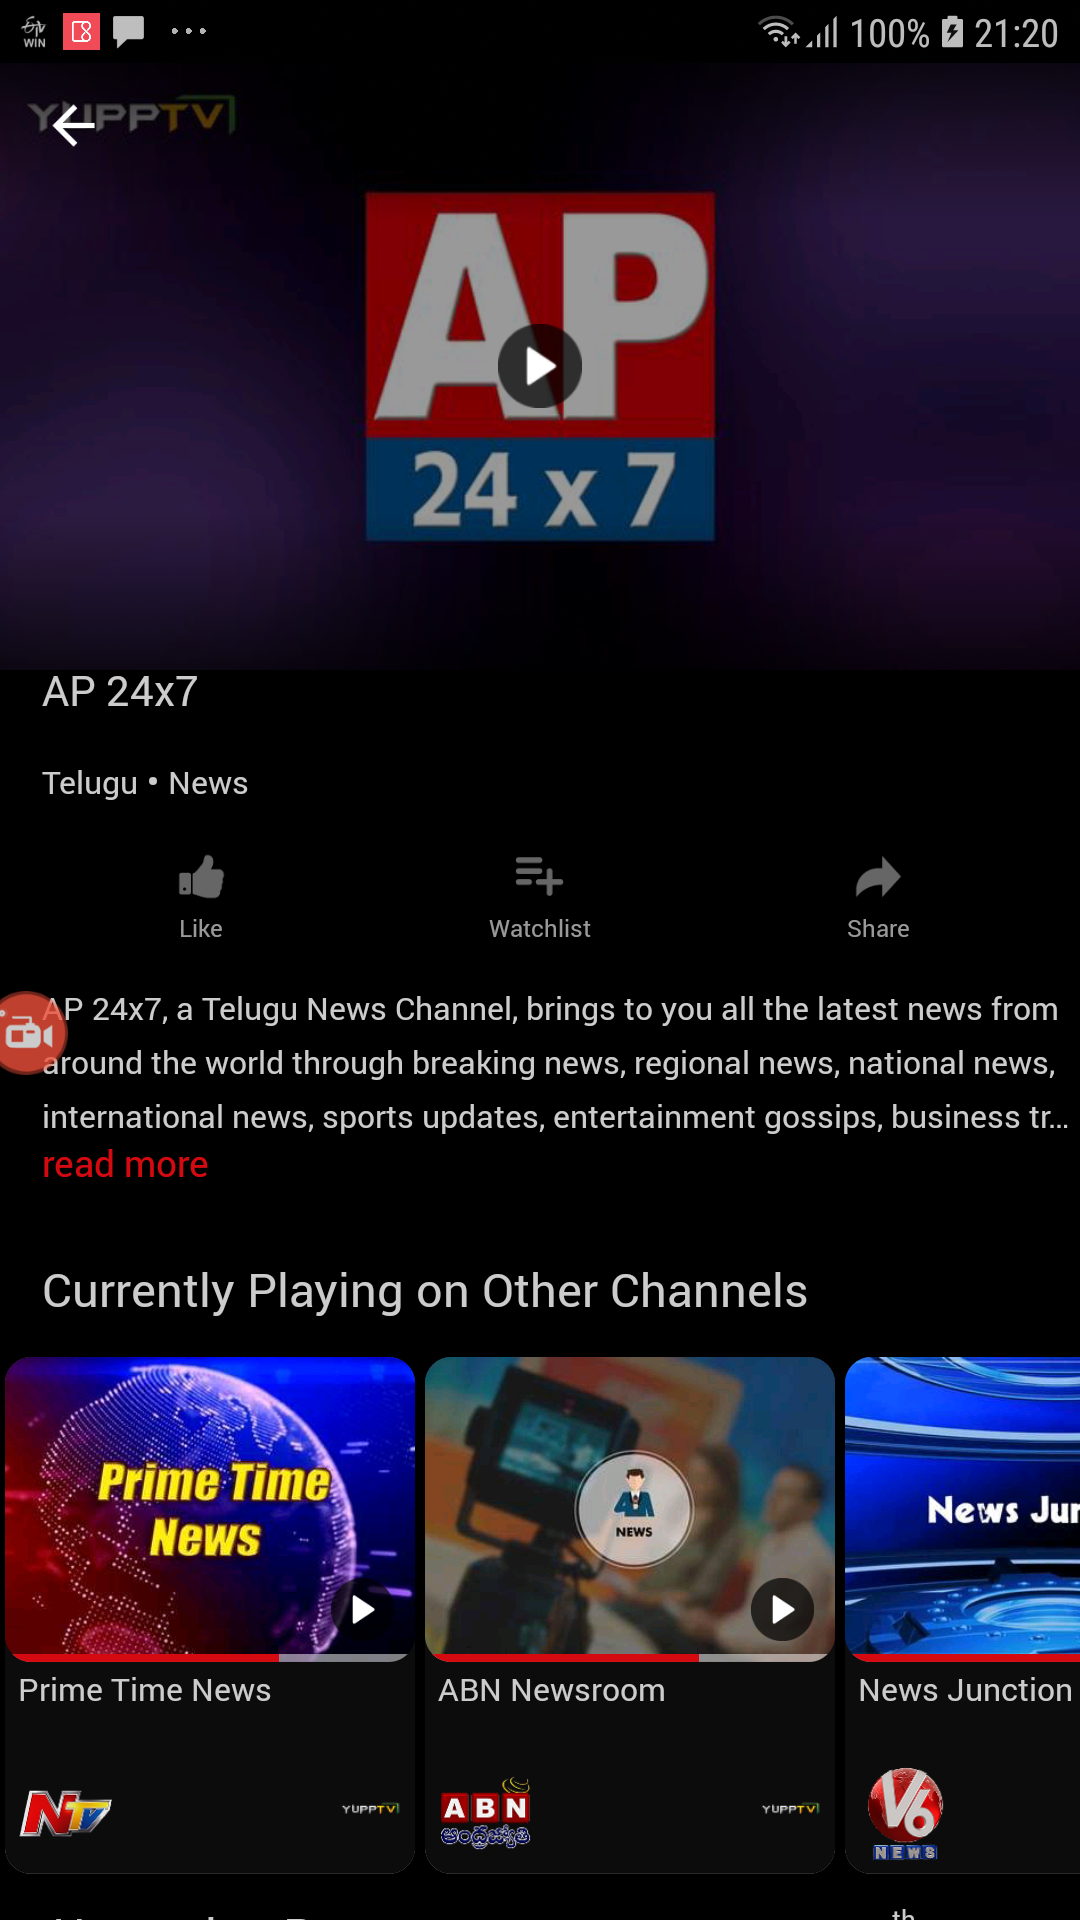 WIN
100% 21:20
YUPPTV
AP
24 x 7
AP 24x7
Telugu • News
Like Watchlist Share
AP 24x7, a Telugu News Channel, brings to you all the latest news from
around the world through breaking news, regional news, national news,
international news, sports updates, entertainment gossips, business tr...
read more
Currently Playing on Other Channels
Prime Time
News
NEWS
News Jun
Prime Time News
ABN Newsroom
News Junction
NTV
YUPPTV
ABN
ఆంధ్రజ్యోతి
YUPPTV
V6
NEWS
th